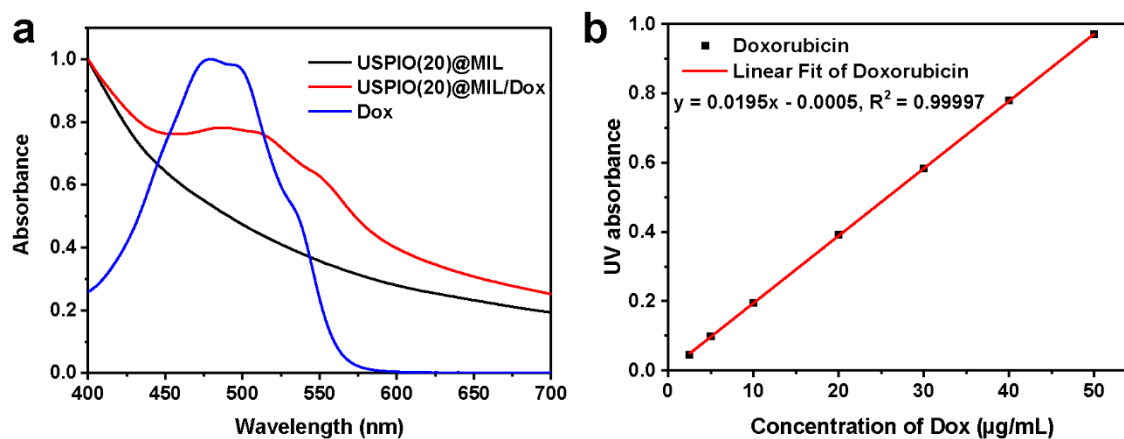 a
1.0
0.8
0.6
0.4
0.2
0.0
Absorbance
USPIO(20)@MIL
USPIO(20)@MIL/Dox
Dox
400 450 500 550 600 650 700
Wavelength (nm)
b
1.0
0.8
0.6
0.4
0.2
0.0
UV absorbance
Doxorubicin
Linear Fit of Doxorubicin
y = 0.0195x - 0.0005, R² = 0.99997
0 10 20 30 40 50
Concentration of Dox (μg/mL)